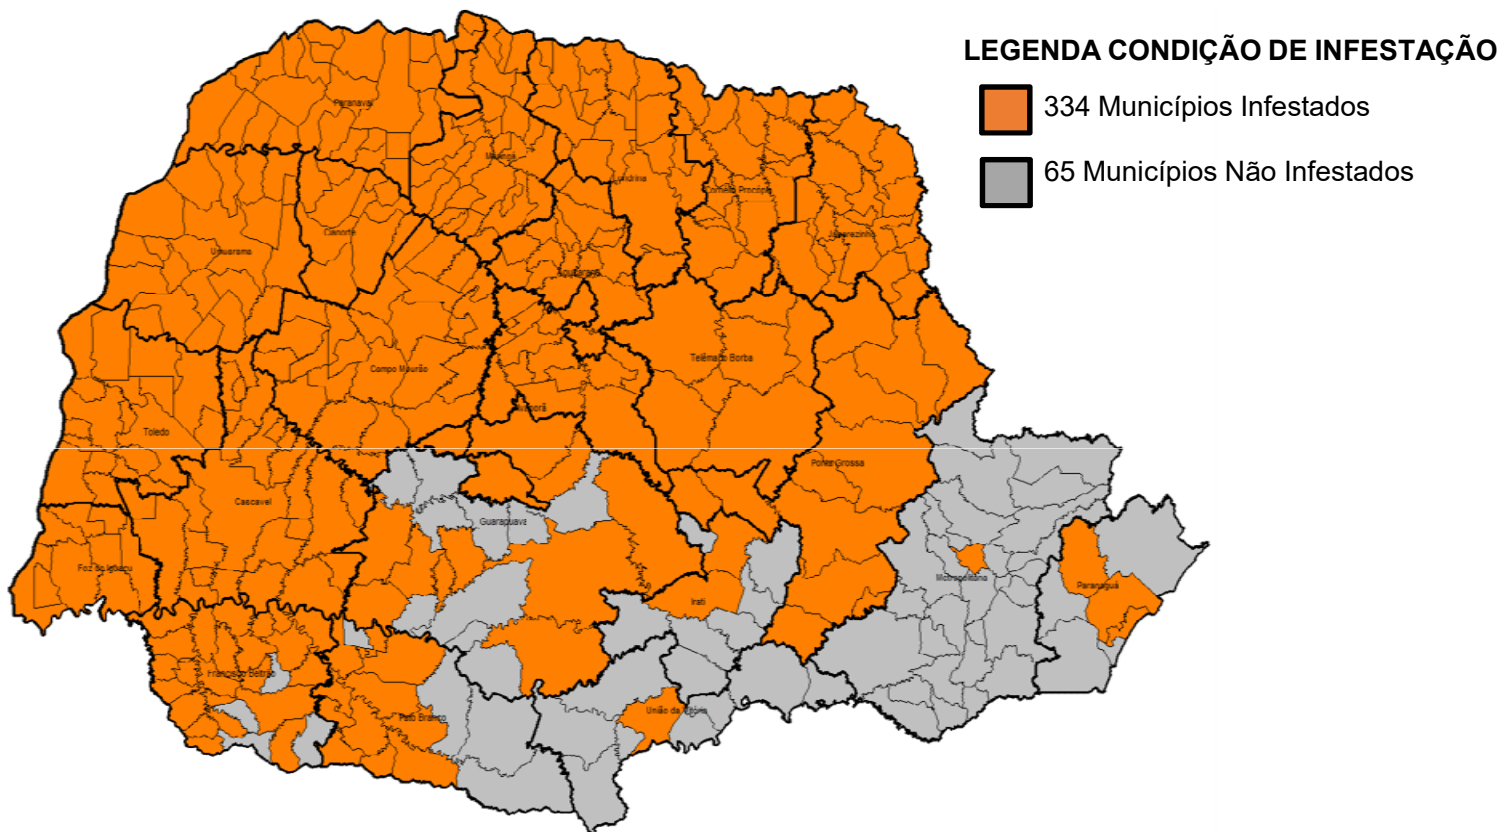 LEGENDA CONDIÇÃO DE INFESTAÇÃO
334 Municípios Infestados
65 Municípios Não Infestados
Paranavaí
Maringá
Londrina
Cornélio Procópio
Jacarezinho
Cianorte
Umuarama
Apucarana
Telêmaco Borba
Campo Mourão
Ivaiporã
Toledo
Ponta Grossa
Cascavel
Guarapuava
Foz do Iguaçu
Metropolitana
Paranaguá
Irati
Francisco Beltrão
Pato Branco
União da Vitória